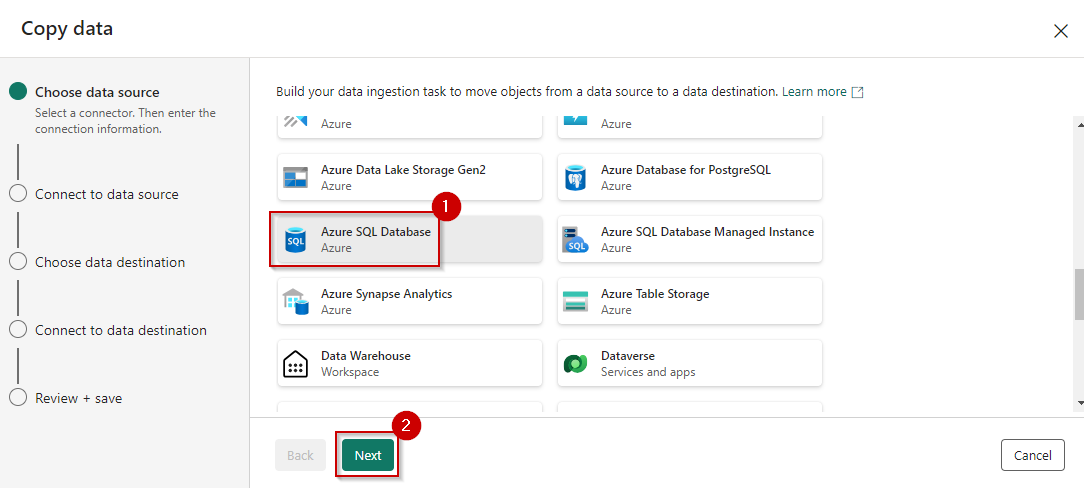 Copy data
Choose data source
Select a connector. Then enter the
connection information.
Connect to data source
Choose data destination
Connect to data destination
Review + save
Build your data ingestion task to move objects from a data source to a data destination. Learn more
Azure
Azure
Azure Data Lake Storage Gen2
Azure
Azure Database for PostgreSQL
Azure
1
SQL
Azure SQL Database
Azure
SQL
Azure SQL Database Managed Instance
Azure
Azure Synapse Analytics
Azure
Azure Table Storage
Azure
Data Warehouse
Workspace
Dataverse
Services and apps
2
Back
Next
Cancel